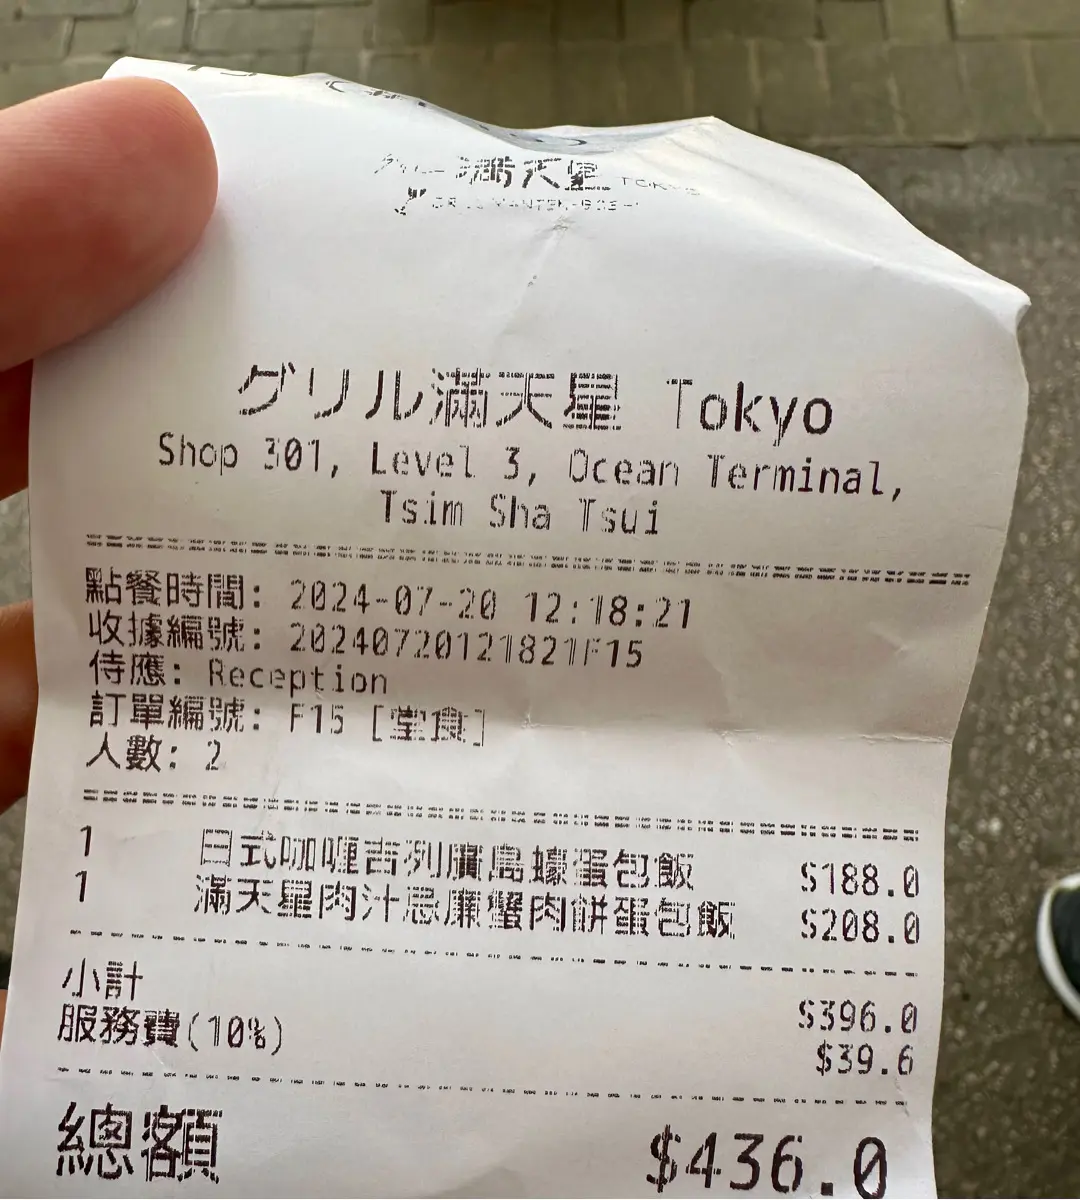 満天星 TOKYO
グリル満天星 Tokyo
Shop 301, Level 3, Ocean Terminal,
Tsim Sha Tsui
點餐時間: 2024-07-20 12:18:21
收據編號: 20240720121821F15
侍應: Reception
訂單編號: F15 [堂食]
人數: 2
1 日式咖喱吉列廣島蠔蛋包飯 $188.0
1 滿天星肉汁忌廉蟹肉餅蛋包飯 $208.0
小計 $396.0
服務費(10%) $39.6
總額 $436.0